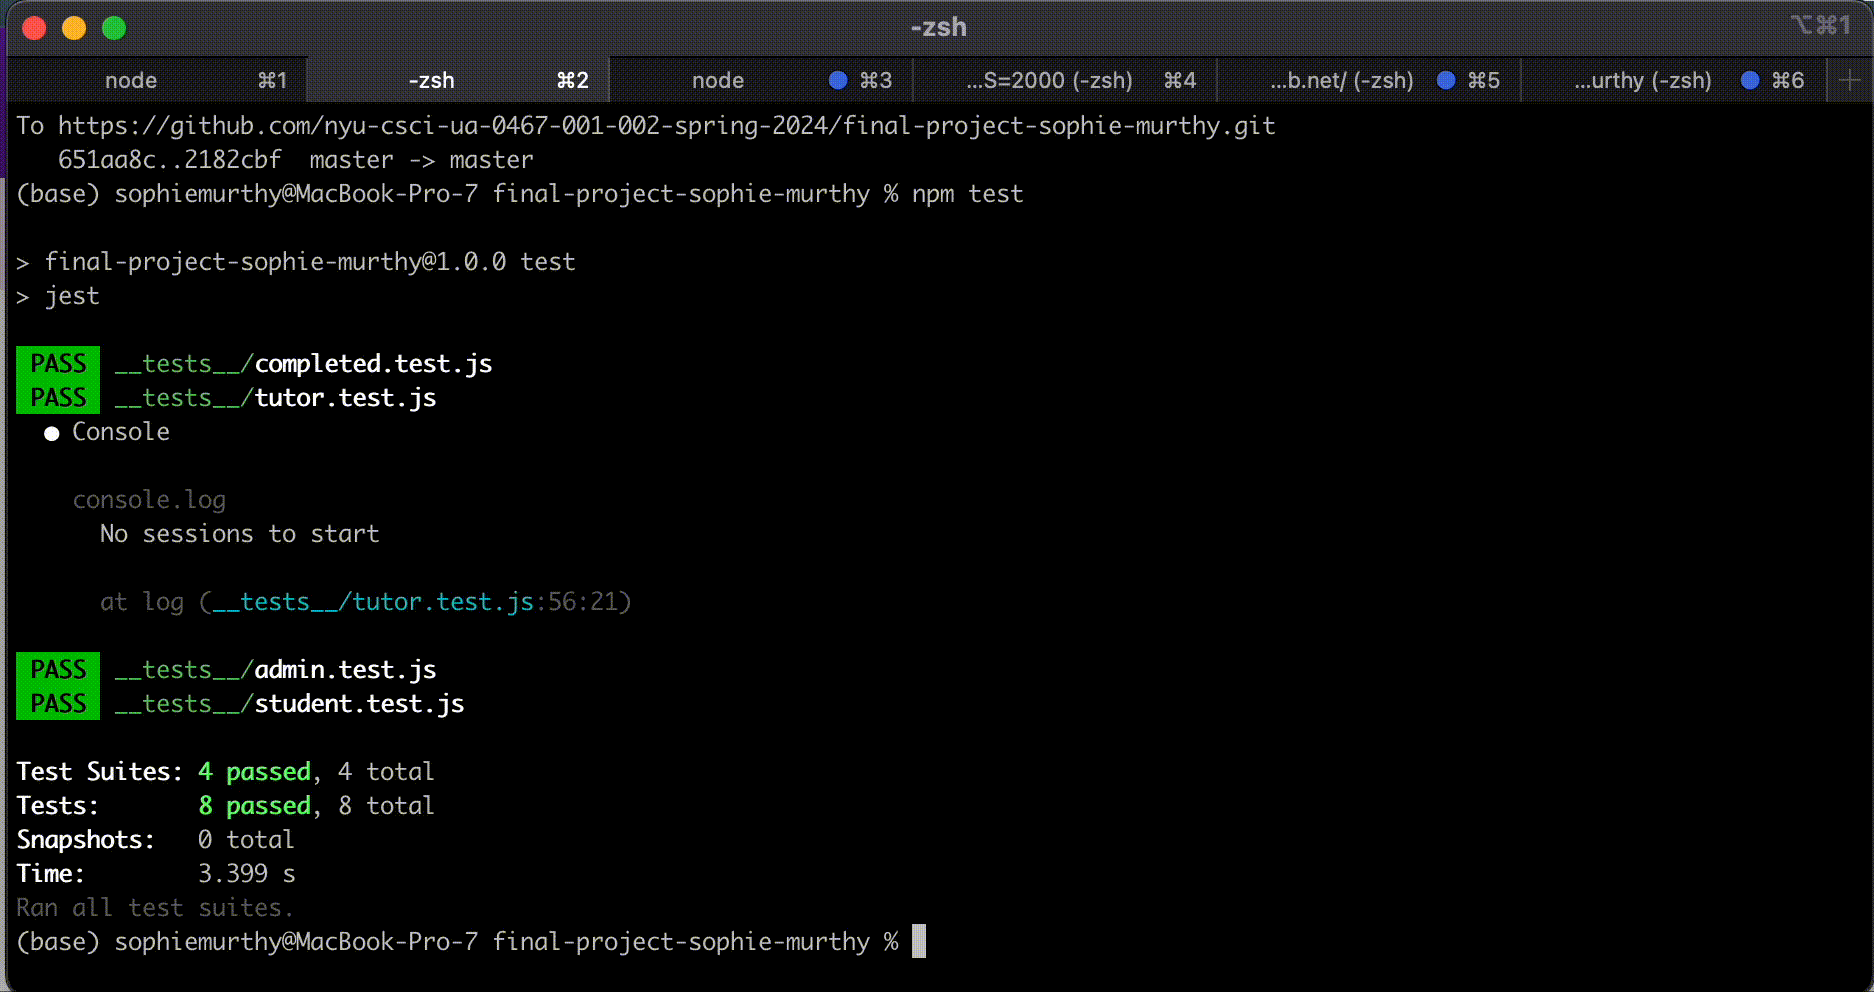 -zsh
⌥⌘1
node ⌘1 -zsh ⌘2 node ⌘3 ...S=2000 (-zsh) ⌘4 ...b.net/ (-zsh) ⌘5 ...urthy (-zsh) ⌘6 +
To https://github.com/nyu-csci-ua-0467-001-002-spring-2024/final-project-sophie-murthy.git
   651aa8c..2182cbf  master -> master
(base) sophiemurthy@MacBook-Pro-7 final-project-sophie-murthy % npm test
> final-project-sophie-murthy@1.0.0 test
> jest
PASS __tests__/completed.test.js
PASS __tests__/tutor.test.js
● Console
console.log
No sessions to start
at log (__tests__/tutor.test.js:56:21)
PASS __tests__/admin.test.js
PASS __tests__/student.test.js
Test Suites: 4 passed, 4 total
Tests:       8 passed, 8 total
Snapshots:   0 total
Time:        3.399 s
Ran all test suites.
(base) sophiemurthy@MacBook-Pro-7 final-project-sophie-murthy %